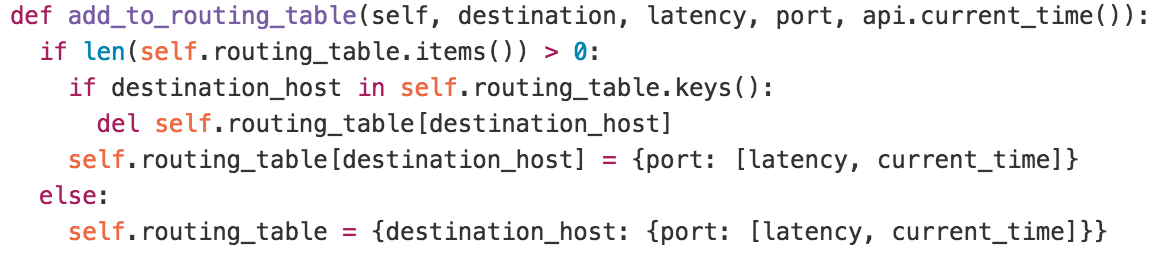 def add_to_routing_table(self, destination, latency, port, api.current_time()):
  if len(self.routing_table.items()) > 0:
    if destination_host in self.routing_table.keys():
      del self.routing_table[destination_host]
    self.routing_table[destination_host] = {port: [latency, current_time]}
  else:
    self.routing_table = {destination_host: {port: [latency, current_time]}}